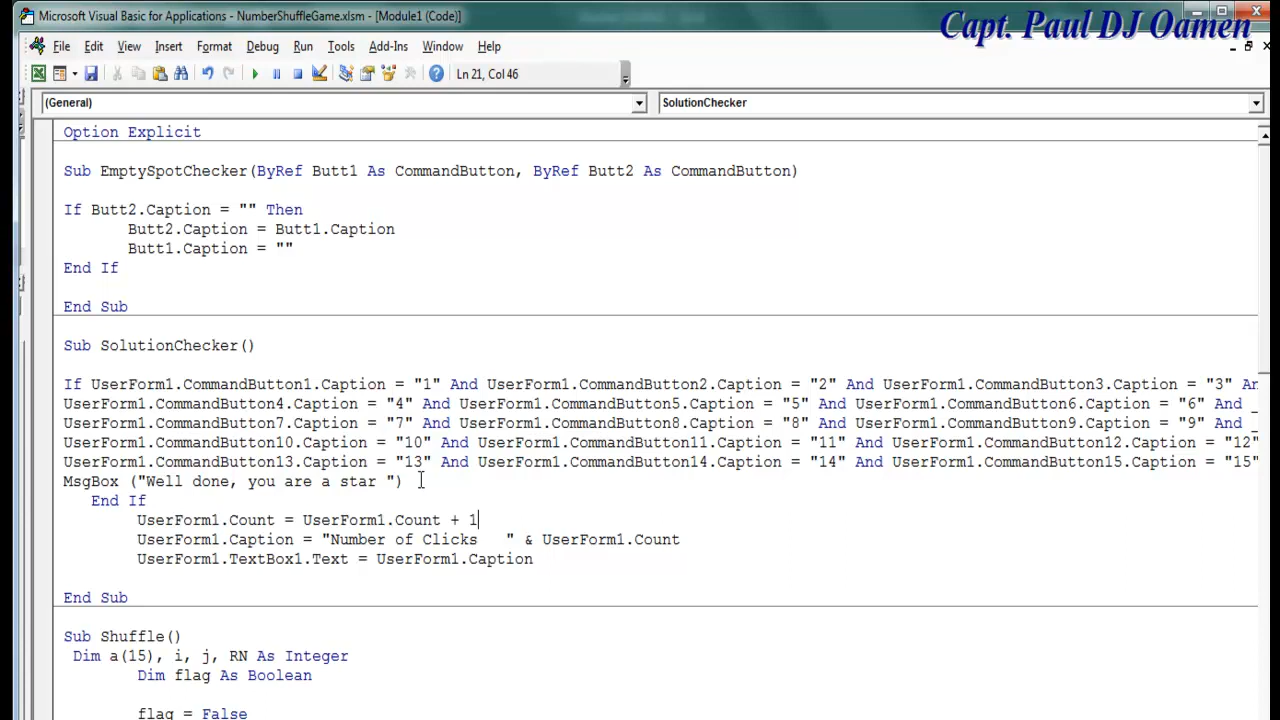 Microsoft Visual Basic for Applications - NumberShuffleGame.xlsm - [Module1 (Code)]
Capt. Paul DJ Oamen
File Edit View Insert Format Debug Run Tools Add-Ins Window Help
Ln 21, Col 46
(General) SolutionChecker
Option Explicit
Sub EmptySpotChecker(ByRef Butt1 As CommandButton, ByRef Butt2 As CommandButton)
If Butt2.Caption = "" Then
Butt2.Caption = Butt1.Caption
Butt1.Caption = ""
End If
End Sub
Sub SolutionChecker()
If UserForm1.CommandButton1.Caption = "1" And UserForm1.CommandButton2.Caption = "2" And UserForm1.CommandButton3.Caption = "3" An
UserForm1.CommandButton4.Caption = "4" And UserForm1.CommandButton5.Caption = "5" And UserForm1.CommandButton6.Caption = "6" And _
UserForm1.CommandButton7.Caption = "7" And UserForm1.CommandButton8.Caption = "8" And UserForm1.CommandButton9.Caption = "9" And _
UserForm1.CommandButton10.Caption = "10" And UserForm1.CommandButton11.Caption = "11" And UserForm1.CommandButton12.Caption = "12"
UserForm1.CommandButton13.Caption = "13" And UserForm1.CommandButton14.Caption = "14" And UserForm1.CommandButton15.Caption = "15"
MsgBox ("Well done, you are a star ")
End If
UserForm1.Count = UserForm1.Count + 1
UserForm1.Caption = "Number of Clicks   " & UserForm1.Count
UserForm1.TextBox1.Text = UserForm1.Caption
End Sub
Sub Shuffle()
Dim a(15), i, j, RN As Integer
Dim flag As Boolean
flag = False